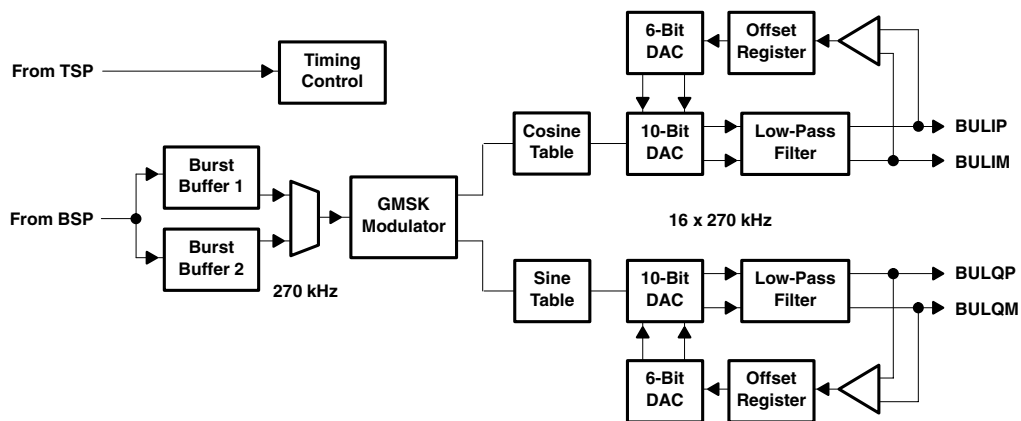 6-Bit
DAC
Offset
Register
From TSP
Timing
Control
Cosine
Table
10-Bit
DAC
Low-Pass
Filter
BULIP
BULIM
Burst
Buffer 1
From BSP
GMSK
Modulator
16 x 270 kHz
Burst
Buffer 2
270 kHz
Sine
Table
10-Bit
DAC
Low-Pass
Filter
BULQP
BULQM
6-Bit
DAC
Offset
Register